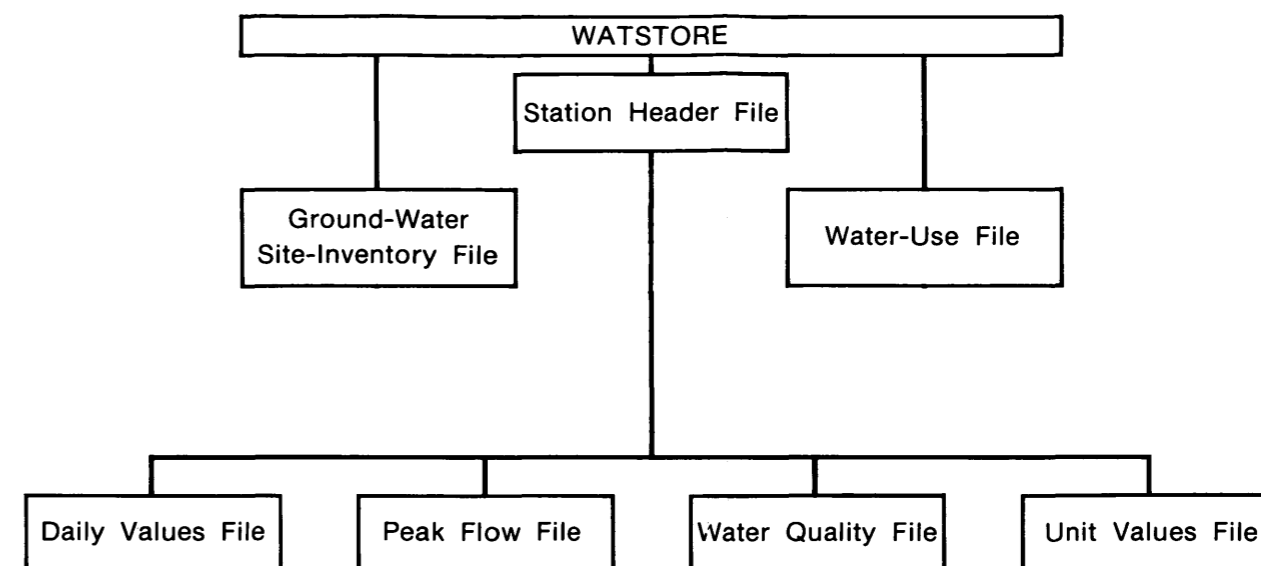 WATSTORE
Station Header File
Ground-Water
Site-Inventory File
Water-Use File
Daily Values File
Peak Flow File
Water Quality File
Unit Values File